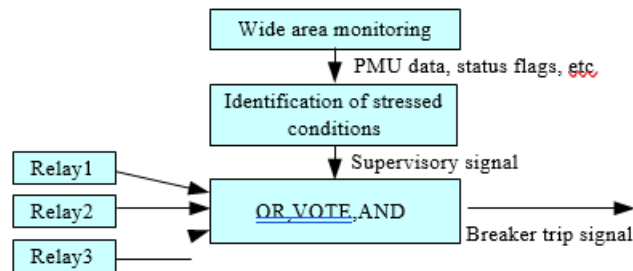 Wide area monitoring
PMU data, status flags, etc.
Identification of stressed
conditions
Supervisory signal
Relay1
Relay2
Relay3
OR,VOTE,AND
Breaker trip signal